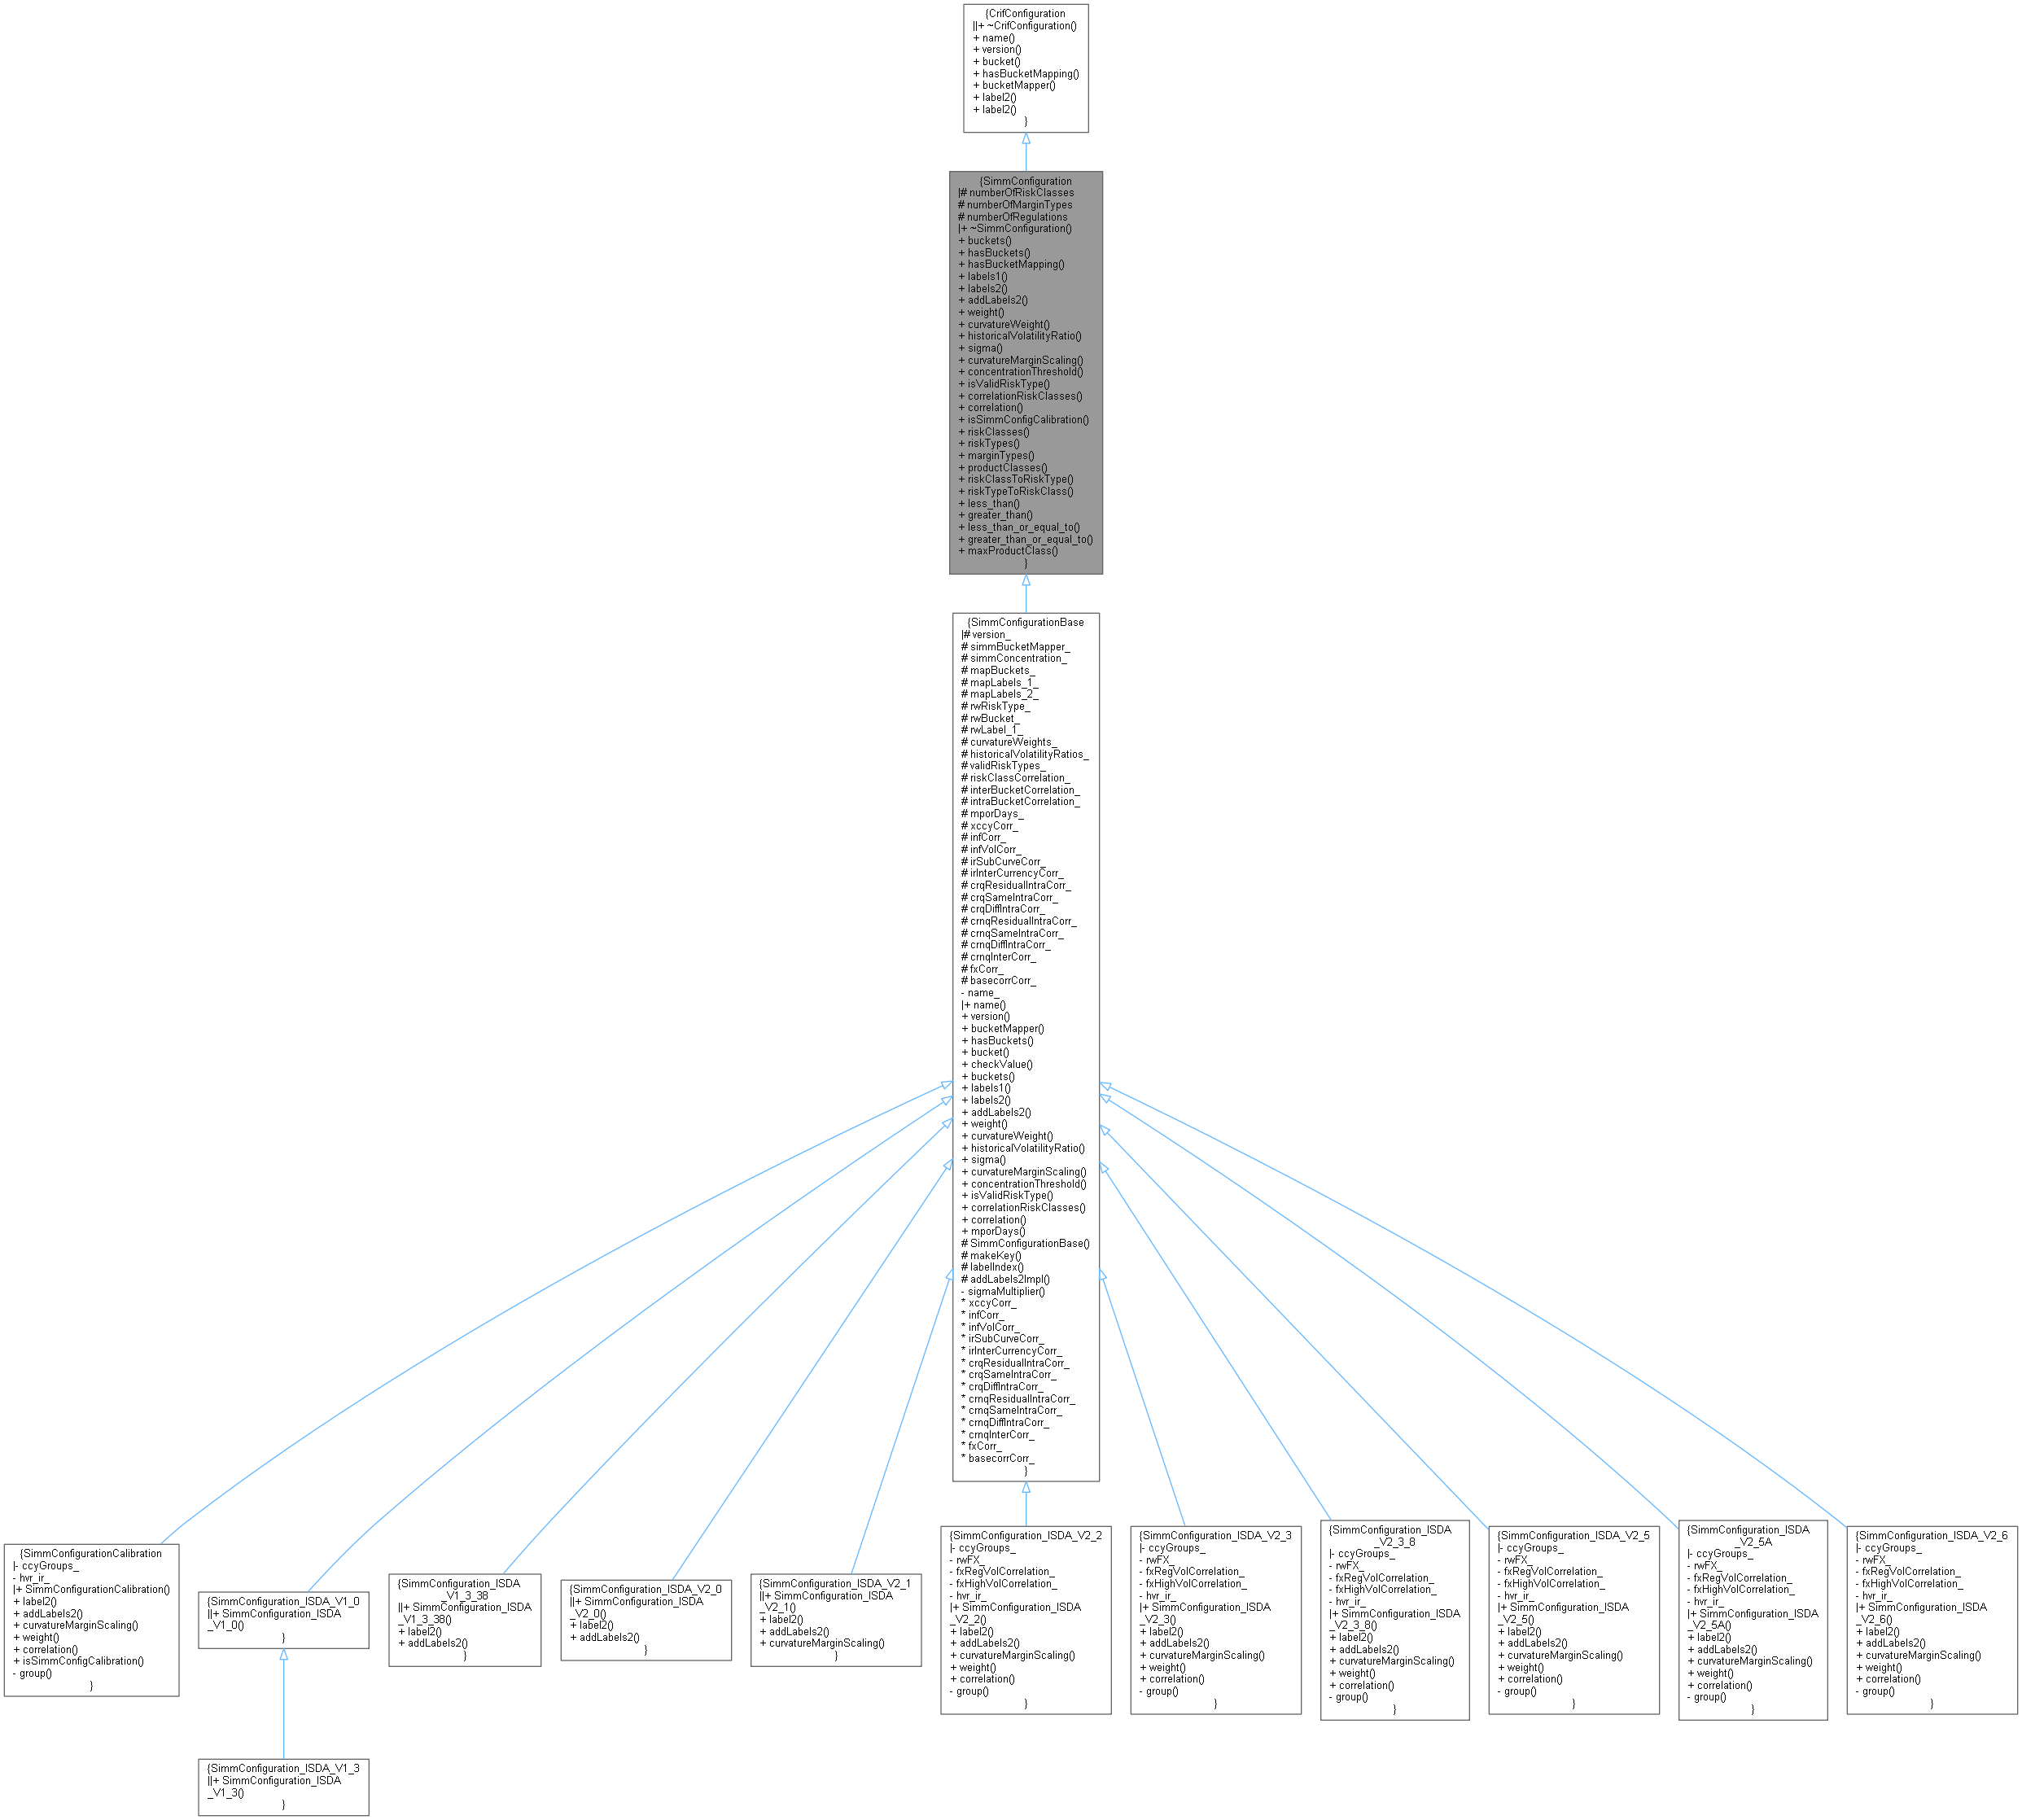 {CrifConfiguration
||+ ~CrifConfiguration()
+ name()
+ version()
+ bucket()
+ hasBucketMapping()
+ bucketMapper()
+ label2()
+ label2()
}
{SimmConfiguration
|# numberOfRiskClasses
# numberOfMarginTypes
# numberOfRegulations
|+ ~SimmConfiguration()
+ buckets()
+ hasBuckets()
+ hasBucketMapping()
+ labels1()
+ labels2()
+ addLabels2()
+ weight()
+ curvatureWeight()
+ historicalVolatilityRatio()
+ sigma()
+ curvatureMarginScaling()
+ concentrationThreshold()
+ isValidRiskType()
+ correlationRiskClasses()
+ correlation()
+ isSimmConfigCalibration()
+ riskClasses()
+ riskTypes()
+ marginTypes()
+ productClasses()
+ riskClassToRiskType()
+ riskTypeToRiskClass()
+ less_than()
+ greater_than()
+ less_than_or_equal_to()
+ greater_than_or_equal_to()
+ maxProductClass()
}
{SimmConfigurationBase
|# version_
# simmBucketMapper_
# simmConcentration_
# mapBuckets_
# mapLabels_1_
# mapLabels_2_
# rwRiskType_
# rwBucket_
# rwLabel_1_
# curvatureWeights_
# historicalVolatilityRatios_
# validRiskTypes_
# riskClassCorrelation_
# interBucketCorrelation_
# intraBucketCorrelation_
# mporDays_
# xccyCorr_
# infCorr_
# infVolCorr_
# irSubCurveCorr_
# irInterCurrencyCorr_
# crqResidualIntraCorr_
# crqSameIntraCorr_
# crqDiffIntraCorr_
# crnqResidualIntraCorr_
# crnqSameIntraCorr_
# crnqDiffIntraCorr_
# crnqInterCorr_
# fxCorr_
# basecorrCorr_
- name_
|+ name()
+ version()
+ bucketMapper()
+ hasBuckets()
+ bucket()
+ checkValue()
+ buckets()
+ labels1()
+ labels2()
+ addLabels2()
+ weight()
+ curvatureWeight()
+ historicalVolatilityRatio()
+ sigma()
+ curvatureMarginScaling()
+ concentrationThreshold()
+ isValidRiskType()
+ correlationRiskClasses()
+ correlation()
+ mporDays()
# SimmConfigurationBase()
# makeKey()
# labelIndex()
# addLabels2Impl()
- sigmaMultiplier()
* xccyCorr_
* infCorr_
* infVolCorr_
* irSubCurveCorr_
* irInterCurrencyCorr_
* crqResidualIntraCorr_
* crqSameIntraCorr_
* crqDiffIntraCorr_
* crnqResidualIntraCorr_
* crnqSameIntraCorr_
* crnqDiffIntraCorr_
* crnqInterCorr_
* fxCorr_
* basecorrCorr_
}
{SimmConfigurationCalibration
|- ccyGroups_
- hvr_ir_
|+ SimmConfigurationCalibration()
+ label2()
+ addLabels2()
+ curvatureMarginScaling()
+ weight()
+ correlation()
+ isSimmConfigCalibration()
- group()
}
{SimmConfiguration_ISDA_V1_0
||+ SimmConfiguration_ISDA
_V1_0()
}
{SimmConfiguration_ISDA
_V1_3_38
||+ SimmConfiguration_ISDA
_V1_3_38()
+ label2()
+ addLabels2()
}
{SimmConfiguration_ISDA_V2_0
||+ SimmConfiguration_ISDA
_V2_0()
+ label2()
+ addLabels2()
}
{SimmConfiguration_ISDA_V2_1
||+ SimmConfiguration_ISDA
_V2_1()
+ label2()
+ addLabels2()
+ curvatureMarginScaling()
}
{SimmConfiguration_ISDA_V2_2
|- ccyGroups_
- rwFX_
- fxRegVolCorrelation_
- fxHighVolCorrelation_
- hvr_ir_
|+ SimmConfiguration_ISDA
_V2_2()
+ label2()
+ addLabels2()
+ curvatureMarginScaling()
+ weight()
+ correlation()
- group()
}
{SimmConfiguration_ISDA_V2_3
|- ccyGroups_
- rwFX_
- fxRegVolCorrelation_
- fxHighVolCorrelation_
- hvr_ir_
|+ SimmConfiguration_ISDA
_V2_3()
+ label2()
+ addLabels2()
+ curvatureMarginScaling()
+ weight()
+ correlation()
- group()
}
{SimmConfiguration_ISDA
_V2_3_8
|- ccyGroups_
- rwFX_
- fxRegVolCorrelation_
- fxHighVolCorrelation_
- hvr_ir_
|+ SimmConfiguration_ISDA
_V2_3_8()
+ label2()
+ addLabels2()
+ curvatureMarginScaling()
+ weight()
+ correlation()
- group()
}
{SimmConfiguration_ISDA_V2_5
|- ccyGroups_
- rwFX_
- fxRegVolCorrelation_
- fxHighVolCorrelation_
- hvr_ir_
|+ SimmConfiguration_ISDA
_V2_5()
+ label2()
+ addLabels2()
+ curvatureMarginScaling()
+ weight()
+ correlation()
- group()
}
{SimmConfiguration_ISDA
_V2_5A
|- ccyGroups_
- rwFX_
- fxRegVolCorrelation_
- fxHighVolCorrelation_
- hvr_ir_
|+ SimmConfiguration_ISDA
_V2_5A()
+ label2()
+ addLabels2()
+ curvatureMarginScaling()
+ weight()
+ correlation()
- group()
}
{SimmConfiguration_ISDA_V2_6
|- ccyGroups_
- rwFX_
- fxRegVolCorrelation_
- fxHighVolCorrelation_
- hvr_ir_
|+ SimmConfiguration_ISDA
_V2_6()
+ label2()
+ addLabels2()
+ curvatureMarginScaling()
+ weight()
+ correlation()
- group()
}
{SimmConfiguration_ISDA_V1_3
||+ SimmConfiguration_ISDA
_V1_3()
}